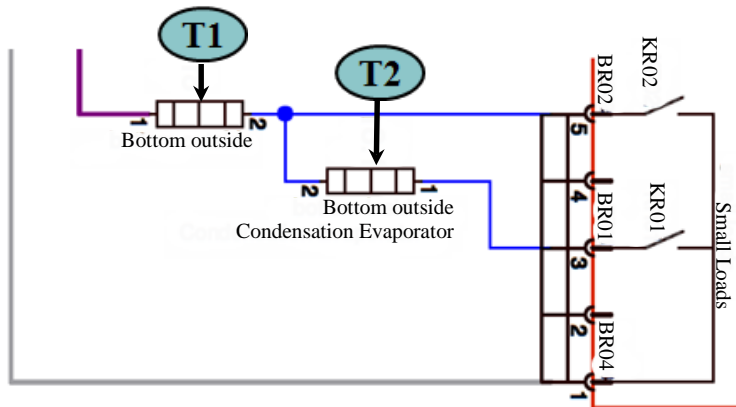 T1
T2
1
2
Bottom outside
2
1
Bottom outside
Condensation Evaporator
5
4
3
2
1
BR02
BR01
BR04
KR02
KR01
Small Loads